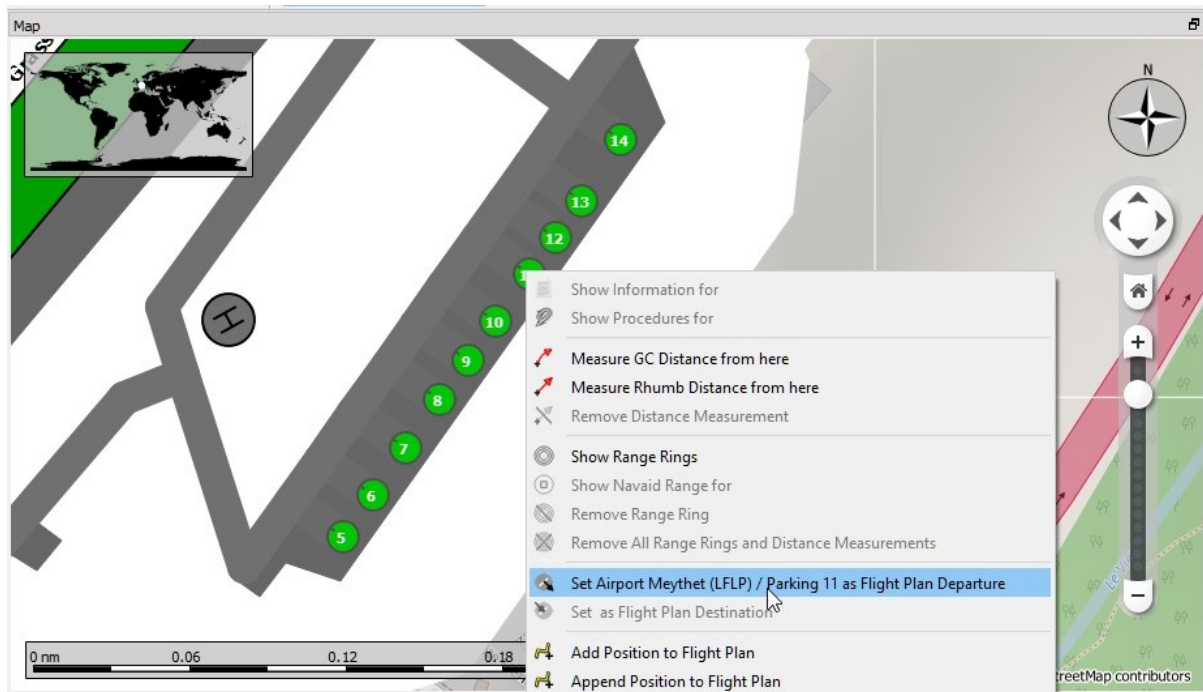 Map
Grass
N
14
13
12
10
9
8
7
6
5
Show Information for
Show Procedures for
Measure GC Distance from here
Measure Rhumb Distance from here
Remove Distance Measurement
Show Range Rings
Show Navaid Range for
Remove Range Ring
Remove All Range Rings and Distance Measurements
Set Airport Meythet (LFLP) / Parking 11 as Flight Plan Departure
Set as Flight Plan Destination
Add Position to Flight Plan
Append Position to Flight Plan
+
−
0 nm 0.06 0.12 0.18
H
contributors